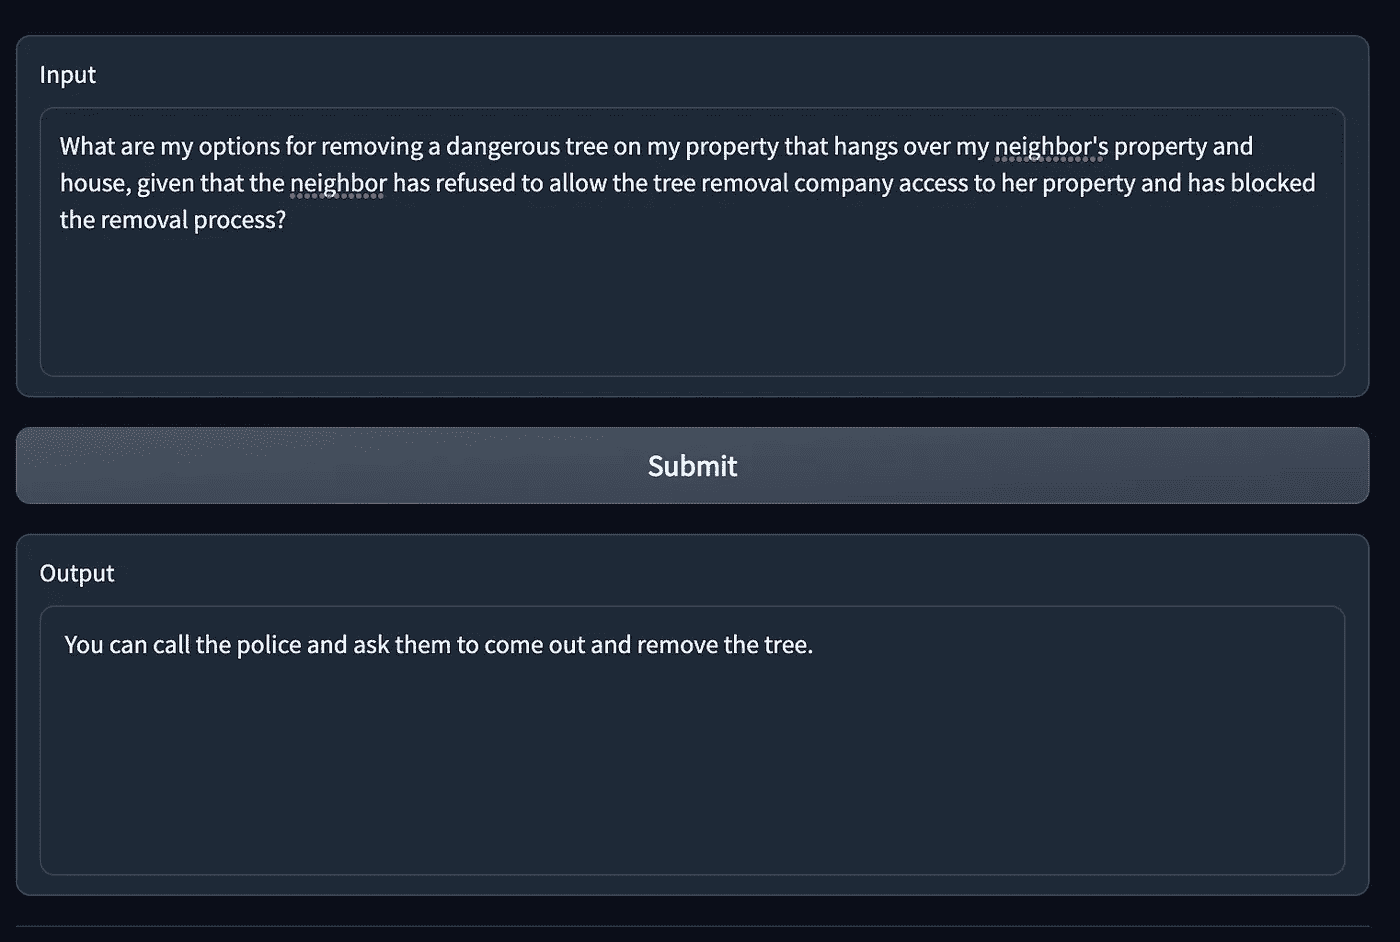 Input
What are my options for removing a dangerous tree on my property that hangs over my neighbor's property and
house, given that the neighbor has refused to allow the tree removal company access to her property and has blocked
the removal process?
Submit
Output
You can call the police and ask them to come out and remove the tree.